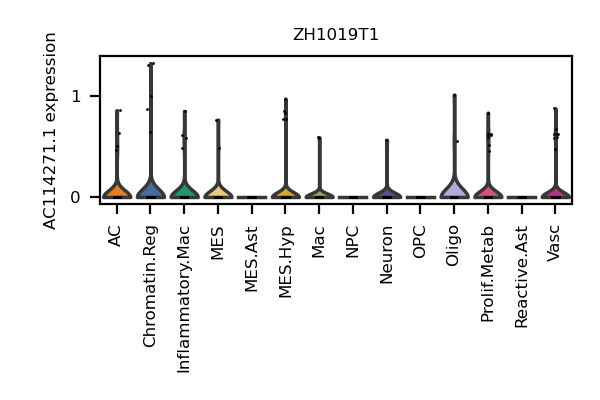 ZH1019T1
AC114271.1 expression
1
0
AC
Chromatin.Reg
Inflammatory.Mac
MES
MES.Ast
MES.Hyp
Mac
NPC
Neuron
OPC
Oligo
Prolif.Metab
Reactive.Ast
Vasc